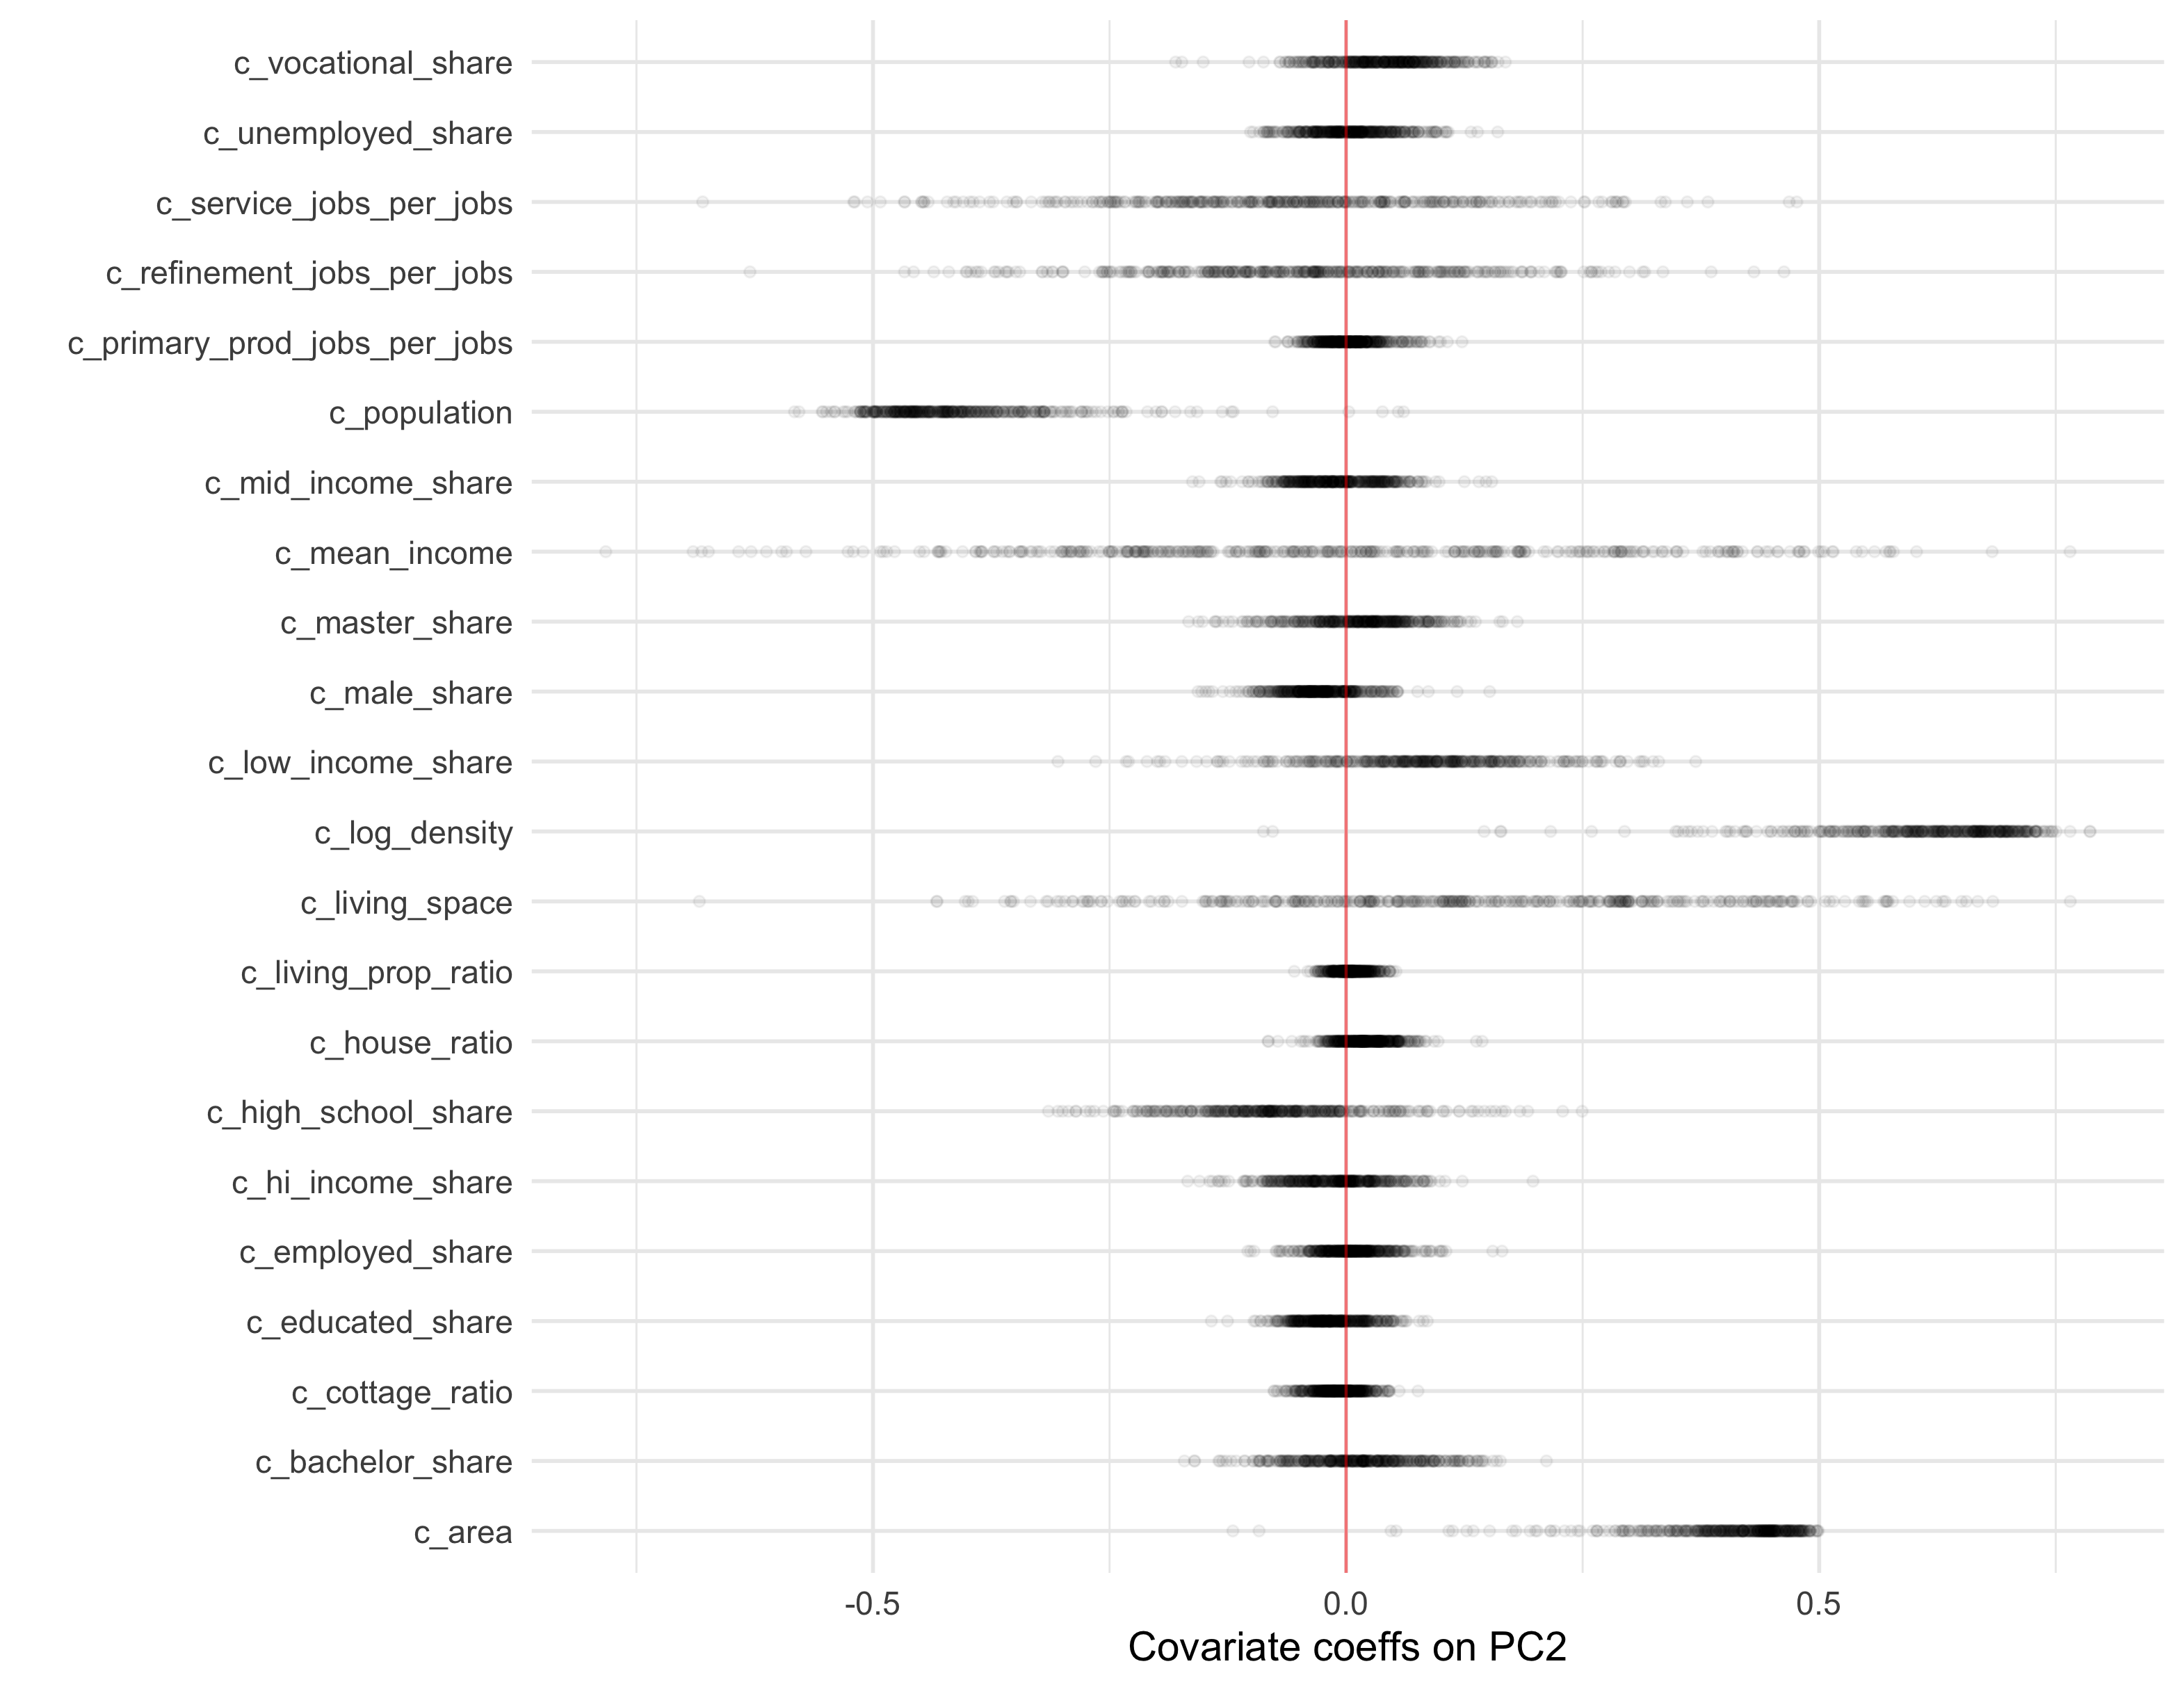 c_vocational_share
c_unemployed_share
c_service_jobs_per_jobs
c_refinement_jobs_per_jobs
c_primary_prod_jobs_per_jobs
c_population
c_mid_income_share
c_mean_income
c_master_share
c_male_share
c_low_income_share
c_log_density
c_living_space
c_living_prop_ratio
c_house_ratio
c_high_school_share
c_hi_income_share
c_employed_share
c_educated_share
c_cottage_ratio
c_bachelor_share
c_area
-0.5 0.0 0.5
Covariate coeffs on PC2